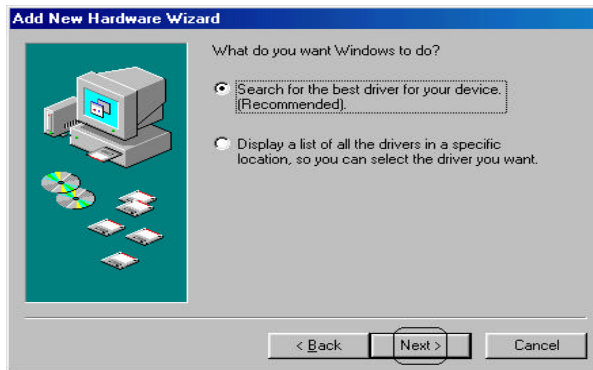 Add New Hardware Wizard
What do you want Windows to do?
Search for the best driver for your device.
(Recommended).
Display a list of all the drivers in a specific
location, so you can select the driver you want.
< Back
Next >
Cancel